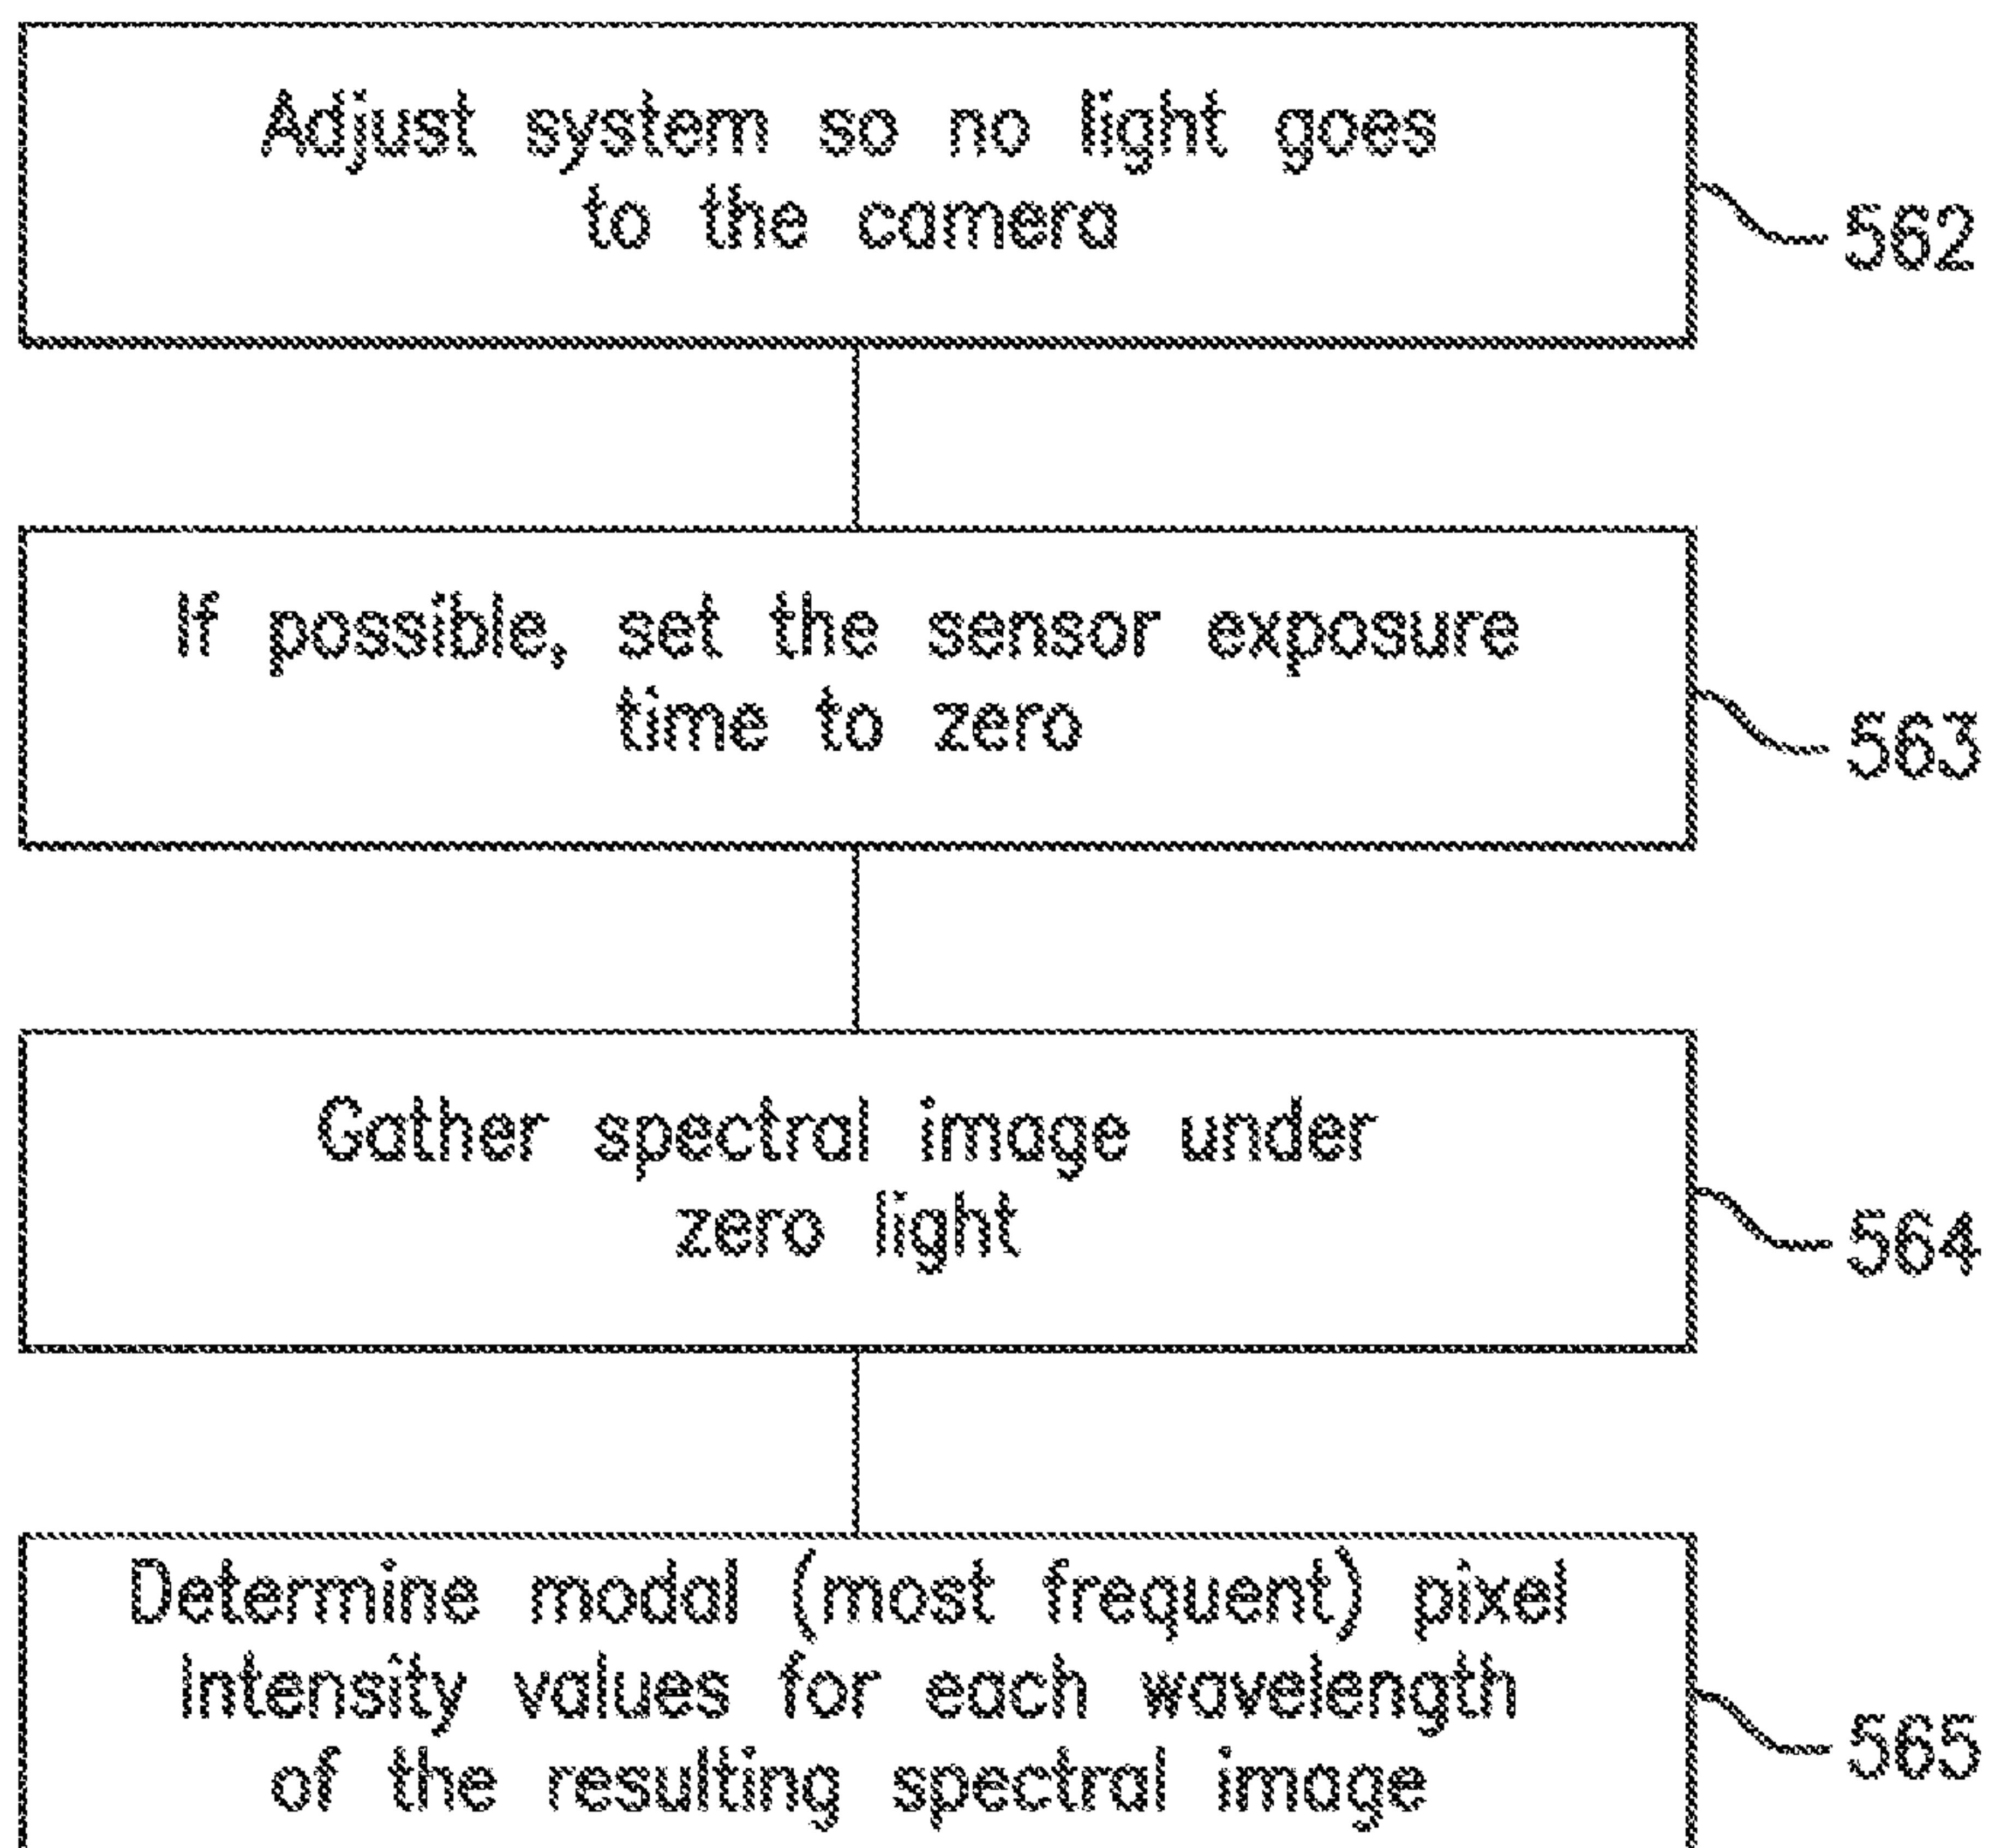 Adjust system so no light goes
to the camera
562
If possible, set the sensor exposure
time to zero
563
Gather spectral image under
zero light
564
Determine modal (most frequent) pixel
intensity values for each wavelength
of the resulting spectral image
565